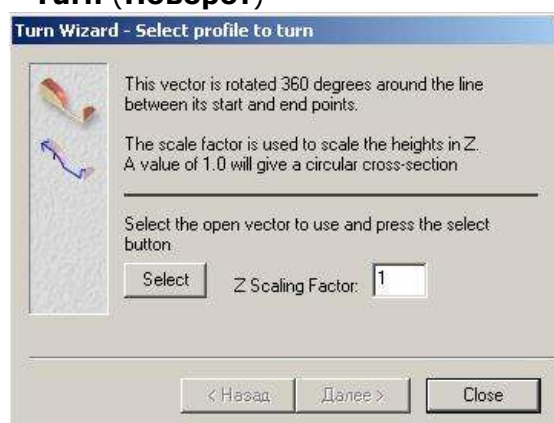 Turn (Поворот)
Turn Wizard - Select profile to turn
This vector is rotated 360 degrees around the line
between its start and end points.
The scale factor is used to scale the heights in Z.
A value of 1.0 will give a circular cross-section
Select the open vector to use and press the select
button
Select Z Scaling Factor: 1
< Назад Далее > Close